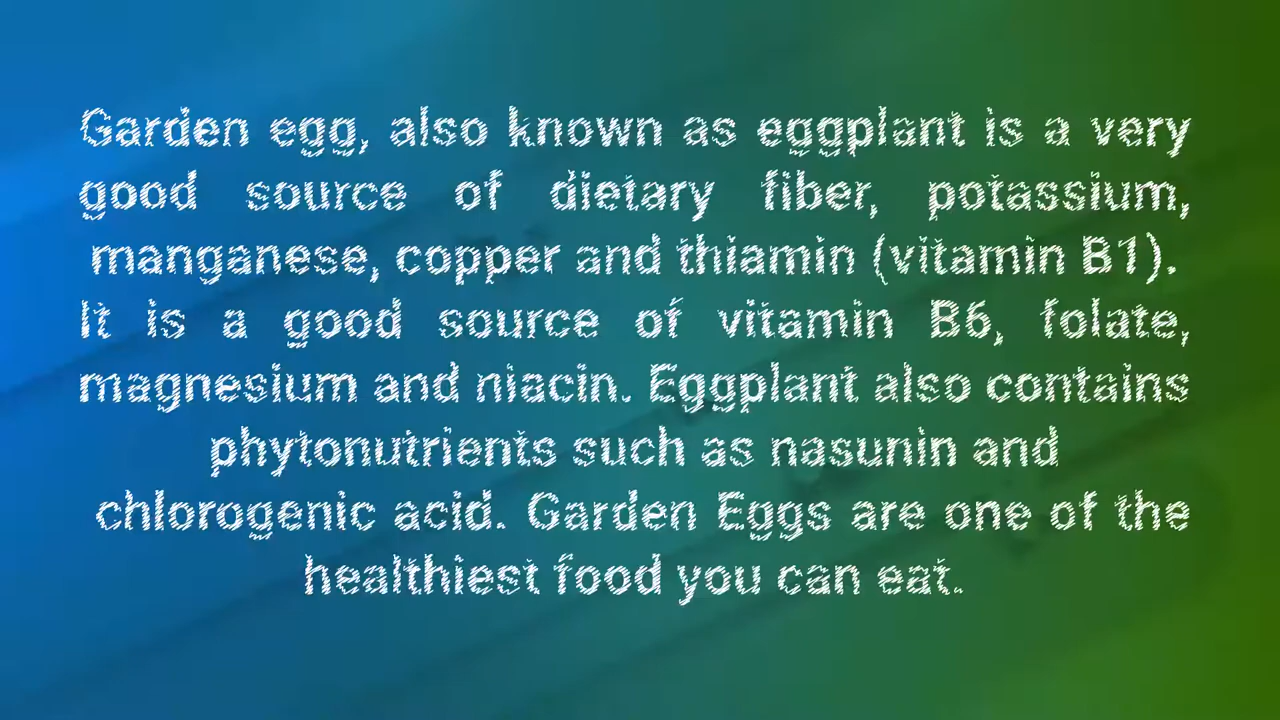 Garden egg, also known as eggplant is a very
good source of dietary fiber, potassium,
manganese, copper and thiamin (vitamin B1).
It is a good source of vitamin B6, folate,
magnesium and niacin. Eggplant also contains
phytonutrients such as nasunin and
chlorogenic acid. Garden Eggs are one of the
healthiest food you can eat.